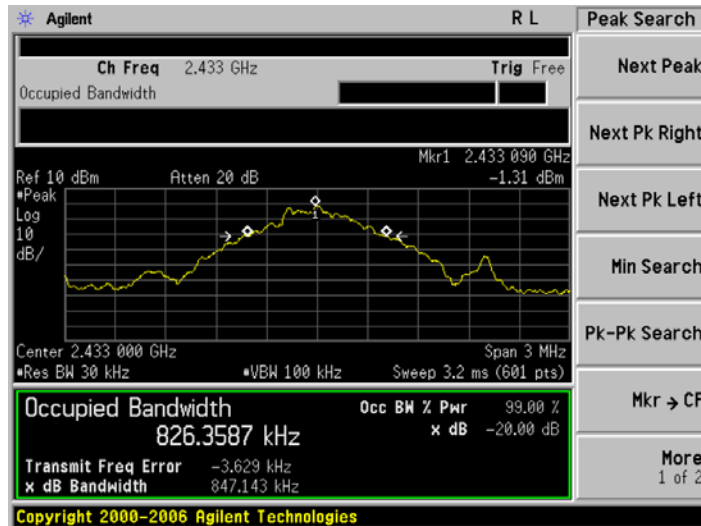 Agilent R L Peak Search
Ch Freq 2.433 GHz Trig Free
Occupied Bandwidth
Mkr1 2.433 090 GHz
Ref 10 dBm Atten 20 dB -1.31 dBm
#Peak
Log
10
dB/
1
Center 2.433 000 GHz Span 3 MHz
#Res BW 30 kHz #VBW 100 kHz Sweep 3.2 ms (601 pts)
Occupied Bandwidth Occ BW % Pwr 99.00 %
826.3587 kHz x dB -20.00 dB
Transmit Freq Error -3.629 kHz
x dB Bandwidth 847.143 kHz
Copyright 2000-2006 Agilent Technologies
Next Peak
Next Pk Right
Next Pk Left
Min Search
Pk-Pk Search
Mkr → CF
More
1 of 2